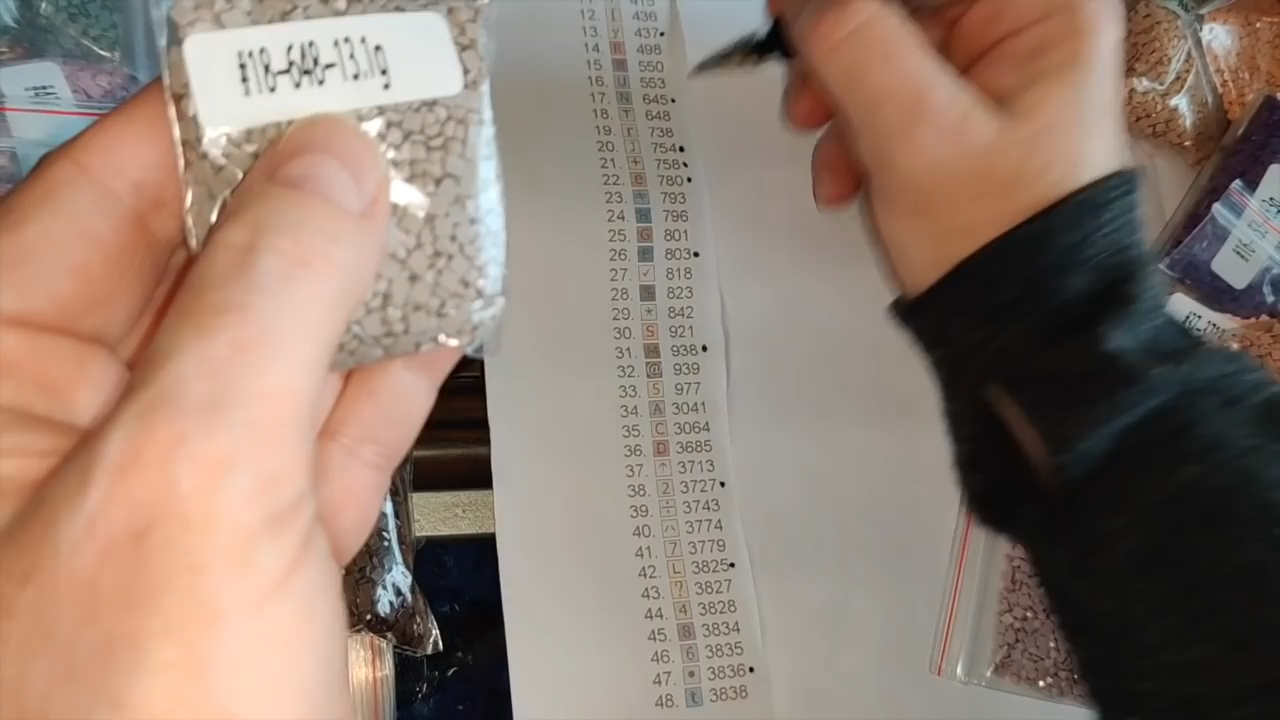 #18-648-13.1g
12. [ 436
13. y 437
14. R 498
15. 550
16. U 553
17. N 645
18. T 648
19. r 738
20. J 754
21. + 758
22. e 780
23. 793
24. 796
25. G 801
26. 803
27. ✓ 818
28. 823
29. * 842
30. S 921
31. M 938
32. @ 939
33. 5 977
34. A 3041
35. C 3064
36. D 3685
37. ↑ 3713
38. 2 3727
39. ÷ 3743
40. 3774
41. 7 3779
42. L 3825
43. ? 3827
44. 4 3828
45. 8 3834
46. 6 3835
47. • 3836
48. t 3838